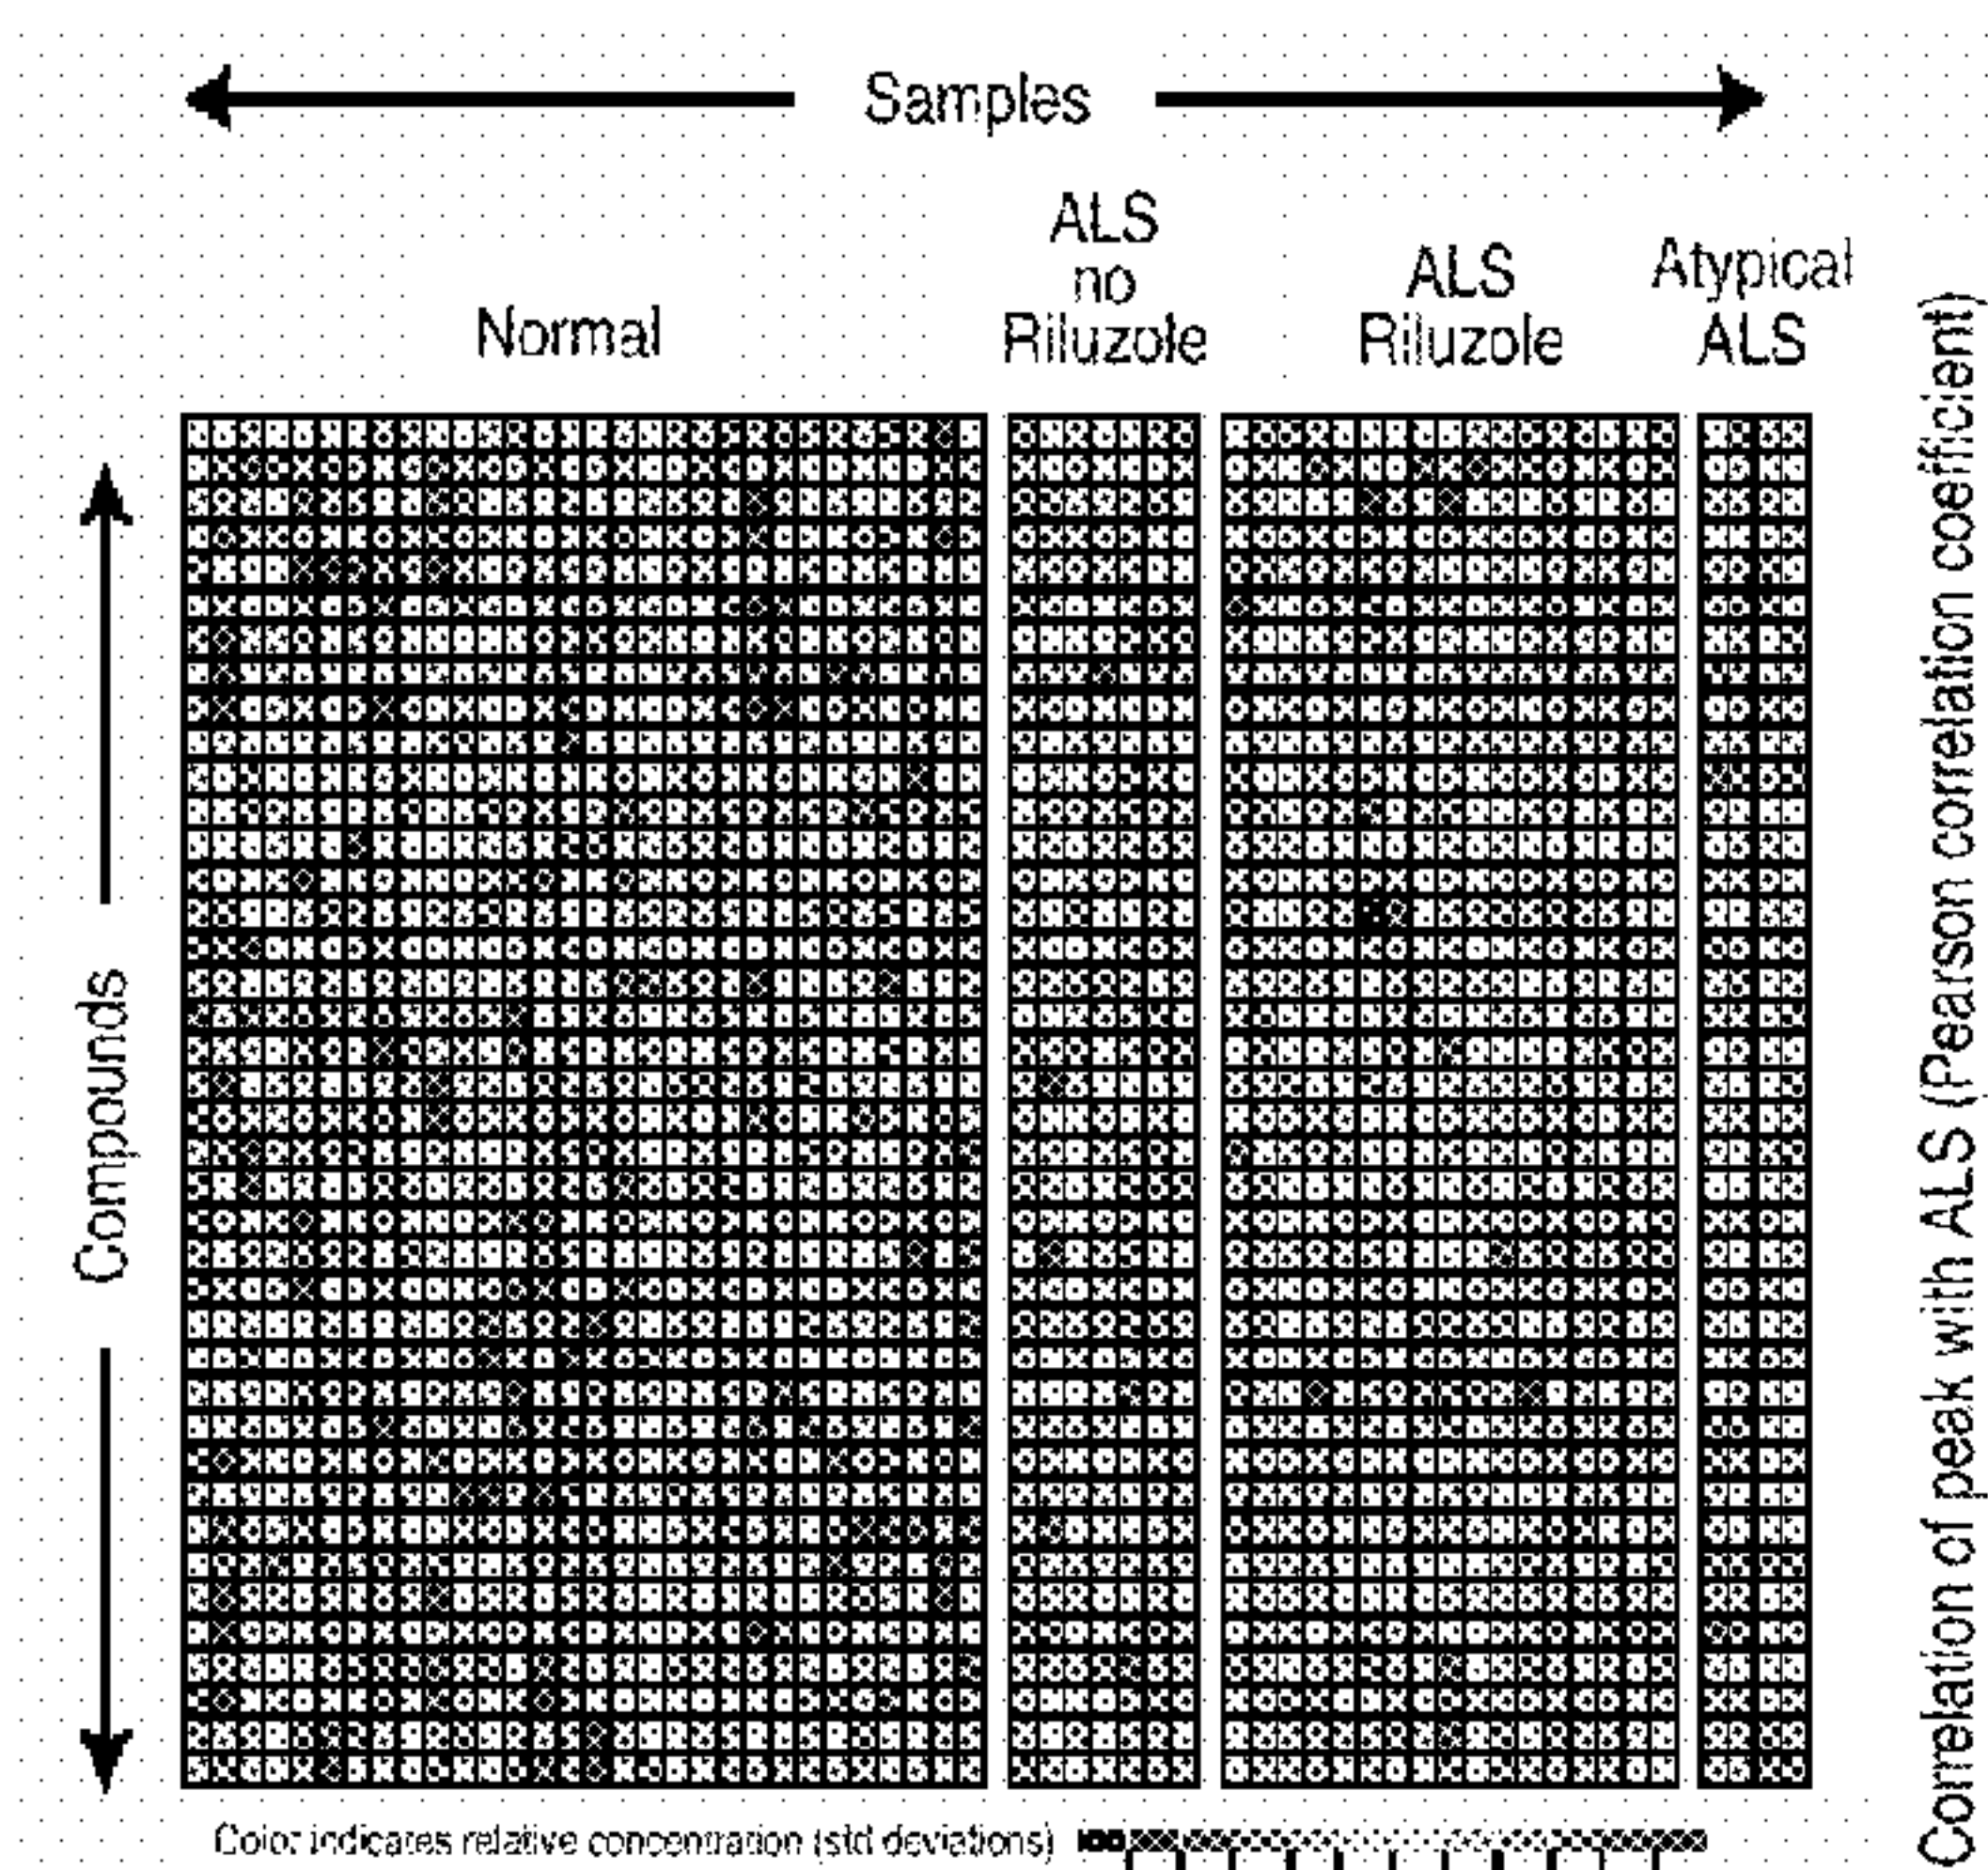 Samples
Normal
ALS
no
Riluzole
ALS
Riluzole
Atypical
ALS
Compounds
Correlation of peak with ALS (Pearson correlation coefficient)
Color indicates relative concentration (std deviations)